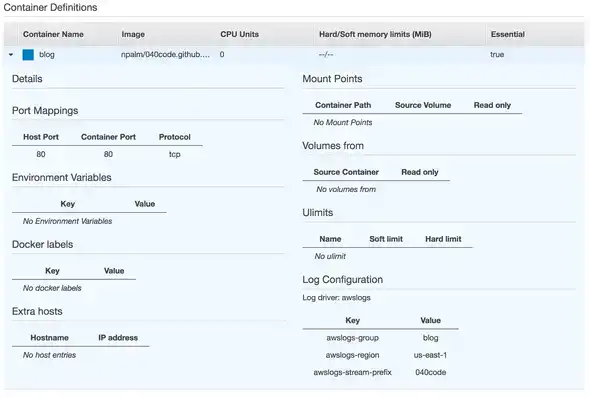 Container Definitions
Container Name Image CPU Units Hard/Soft memory limits (MiB) Essential
blog npalm/040code.github.... 0 --/-- true
Details
Port Mappings
Host Port Container Port Protocol
80 80 tcp
Environment Variables
Key Value
No Environment Variables
Docker labels
Key Value
No docker labels
Extra hosts
Hostname IP address
No host entries
Mount Points
Container Path Source Volume Read only
No Mount Points
Volumes from
Source Container Read only
No volumes from
Ulimits
Name Soft limit Hard limit
No ulimit
Log Configuration
Log driver: awslogs
Key Value
awslogs-group blog
awslogs-region us-east-1
awslogs-stream-prefix 040code